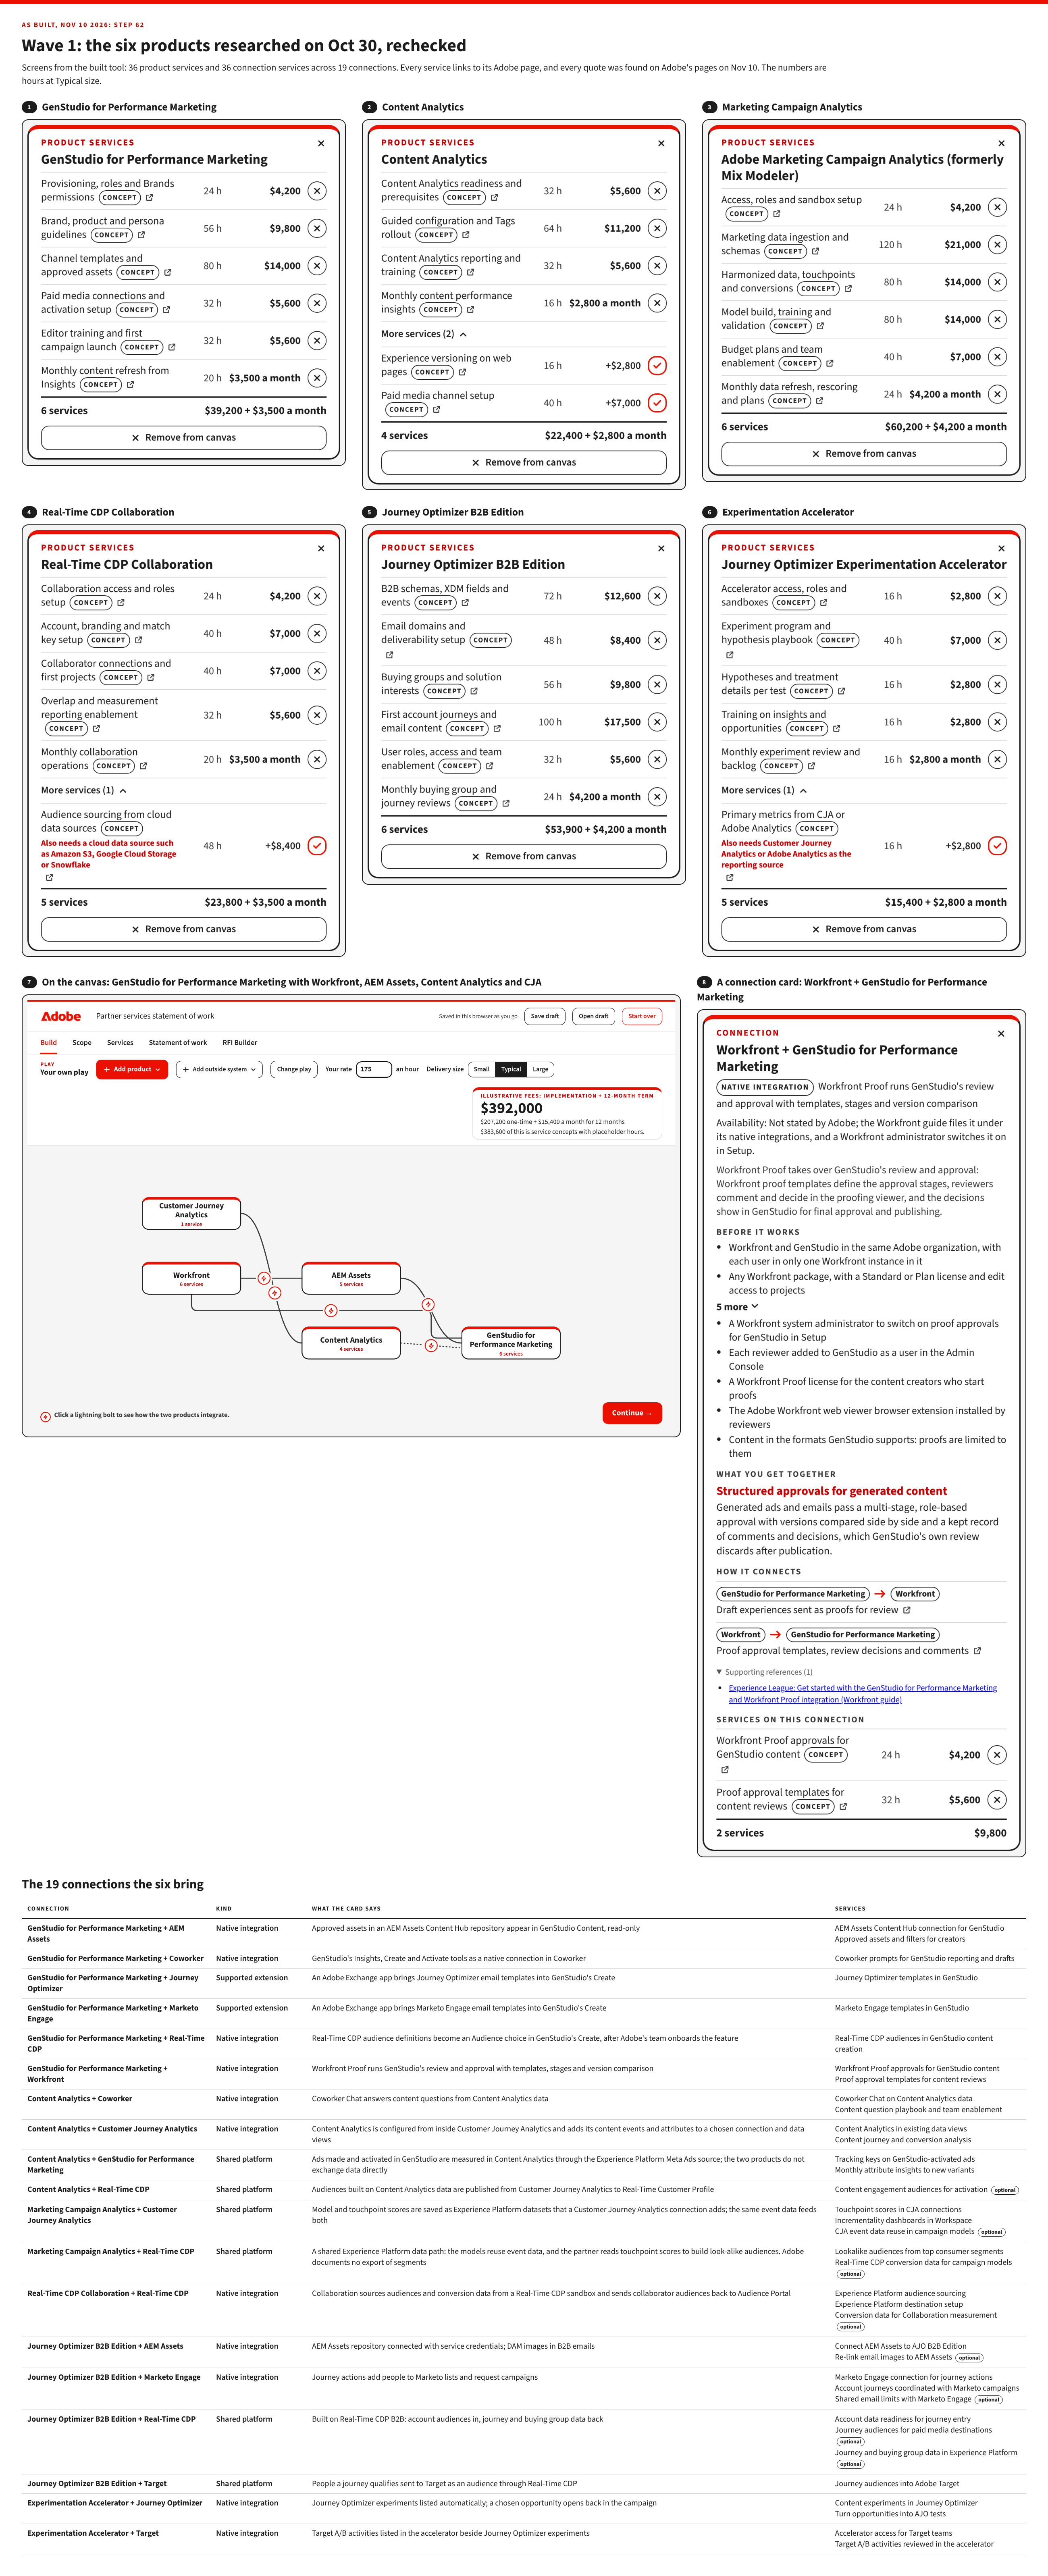 AS BUILT, NOV 10 2026: STEP 62
Wave 1: the six products researched on Oct 30, rechecked
Screens from the built tool: 36 product services and 36 connection services across 19 connections. Every service links to its Adobe page, and every quote was found on Adobe's pages on Nov 10. The numbers are
hours at Typical size.
1 GenStudio for Performance Marketing
PRODUCT SERVICES
GenStudio for Performance Marketing
Provisioning, roles and Brands
permissions CONCEPT 24 h $4,200
Brand, product and persona
guidelines CONCEPT 56 h $9,800
Channel templates and
approved assets CONCEPT 80 h $14,000
Paid media connections and
activation setup CONCEPT 32 h $5,600
Editor training and first
campaign launch CONCEPT 32 h $5,600
Monthly content refresh from
Insights CONCEPT 20 h $3,500 a month
6 services $39,200 + $3,500 a month
Remove from canvas
2 Content Analytics
PRODUCT SERVICES
Content Analytics
Content Analytics readiness and
prerequisites CONCEPT 32 h $5,600
Guided configuration and Tags
rollout CONCEPT 64 h $11,200
Content Analytics reporting and
training CONCEPT 32 h $5,600
Monthly content performance
insights CONCEPT 16 h $2,800 a month
More services (2)
Experience versioning on web
pages CONCEPT 16 h +$2,800
Paid media channel setup
CONCEPT 40 h +$7,000
4 services $22,400 + $2,800 a month
Remove from canvas
3 Marketing Campaign Analytics
PRODUCT SERVICES
Adobe Marketing Campaign Analytics (formerly
Mix Modeler)
Access, roles and sandbox setup
CONCEPT 24 h $4,200
Marketing data ingestion and
schemas CONCEPT 120 h $21,000
Harmonized data, touchpoints
and conversions CONCEPT 80 h $14,000
Model build, training and
validation CONCEPT 80 h $14,000
Budget plans and team
enablement CONCEPT 40 h $7,000
Monthly data refresh, rescoring
and plans CONCEPT 24 h $4,200 a month
6 services $60,200 + $4,200 a month
Remove from canvas
4 Real-Time CDP Collaboration
PRODUCT SERVICES
Real-Time CDP Collaboration
Collaboration access and roles
setup CONCEPT 24 h $4,200
Account, branding and match
key setup CONCEPT 40 h $7,000
Collaborator connections and
first projects CONCEPT 40 h $7,000
Overlap and measurement
reporting enablement
CONCEPT 32 h $5,600
Monthly collaboration
operations CONCEPT 20 h $3,500 a month
More services (1)
Audience sourcing from cloud
data sources CONCEPT
Also needs a cloud data source such
as Amazon S3, Google Cloud Storage
or Snowflake
48 h +$8,400
5 services $23,800 + $3,500 a month
Remove from canvas
5 Journey Optimizer B2B Edition
PRODUCT SERVICES
Journey Optimizer B2B Edition
B2B schemas, XDM fields and
events CONCEPT 72 h $12,600
Email domains and
deliverability setup CONCEPT 48 h $8,400
Buying groups and solution
interests CONCEPT 56 h $9,800
First account journeys and
email content CONCEPT 100 h $17,500
User roles, access and team
enablement CONCEPT 32 h $5,600
Monthly buying group and
journey reviews CONCEPT 24 h $4,200 a month
6 services $53,900 + $4,200 a month
Remove from canvas
6 Experimentation Accelerator
PRODUCT SERVICES
Journey Optimizer Experimentation Accelerator
Accelerator access, roles and
sandboxes CONCEPT 16 h $2,800
Experiment program and
hypothesis playbook CONCEPT 40 h $7,000
Hypotheses and treatment
details per test CONCEPT 16 h $2,800
Training on insights and
opportunities CONCEPT 16 h $2,800
Monthly experiment review and
backlog CONCEPT 16 h $2,800 a month
More services (1)
Primary metrics from CJA or
Adobe Analytics CONCEPT
Also needs Customer Journey
Analytics or Adobe Analytics as the
reporting source
16 h +$2,800
5 services $15,400 + $2,800 a month
Remove from canvas
7 On the canvas: GenStudio for Performance Marketing with Workfront, AEM Assets, Content Analytics and CJA
Adobe Partner services statement of work
Saved in this browser as you go Save draft Open draft Start over
Build Scope Services Statement of work RFI Builder
PLAY
Your own play
+ Add product + Add outside system Change play Your rate 175 an hour Delivery size Small Typical Large
ILLUSTRATIVE FEES: IMPLEMENTATION + 12-MONTH TERM
$392,000
$207,200 one-time + $15,400 a month for 12 months
$383,600 of this is service concepts with placeholder hours.
Customer Journey
Analytics
1 service
Workfront
6 services
AEM Assets
5 services
Content Analytics
4 services
GenStudio for
Performance Marketing
6 services
Click a lightning bolt to see how the two products integrate.
Continue →
8 A connection card: Workfront + GenStudio for Performance
Marketing
CONNECTION
Workfront + GenStudio for Performance
Marketing
NATIVE INTEGRATION Workfront Proof runs GenStudio's review
and approval with templates, stages and version comparison
Availability: Not stated by Adobe; the Workfront guide files it under
its native integrations, and a Workfront administrator switches it on
in Setup.
Workfront Proof takes over GenStudio's review and approval:
Workfront proof templates define the approval stages, reviewers
comment and decide in the proofing viewer, and the decisions
show in GenStudio for final approval and publishing.
BEFORE IT WORKS
• Workfront and GenStudio in the same Adobe organization, with
each user in only one Workfront instance in it
• Any Workfront package, with a Standard or Plan license and edit
access to projects
5 more
• A Workfront system administrator to switch on proof approvals
for GenStudio in Setup
• Each reviewer added to GenStudio as a user in the Admin
Console
• A Workfront Proof license for the content creators who start
proofs
• The Adobe Workfront web viewer browser extension installed by
reviewers
• Content in the formats GenStudio supports: proofs are limited to
them
WHAT YOU GET TOGETHER
Structured approvals for generated content
Generated ads and emails pass a multi-stage, role-based
approval with versions compared side by side and a kept record
of comments and decisions, which GenStudio's own review
discards after publication.
HOW IT CONNECTS
GenStudio for Performance Marketing → Workfront
Draft experiences sent as proofs for review
Workfront → GenStudio for Performance Marketing
Proof approval templates, review decisions and comments
▼ Supporting references (1)
• Experience League: Get started with the GenStudio for Performance Marketing
and Workfront Proof integration (Workfront guide)
SERVICES ON THIS CONNECTION
Workfront Proof approvals for
GenStudio content CONCEPT 24 h $4,200
Proof approval templates for
content reviews CONCEPT 32 h $5,600
2 services $9,800
The 19 connections the six bring
CONNECTION KIND WHAT THE CARD SAYS SERVICES
GenStudio for Performance Marketing + AEM
Assets
Native integration
Approved assets in an AEM Assets Content Hub repository appear in GenStudio Content, read-only
AEM Assets Content Hub connection for GenStudio
Approved assets and filters for creators
GenStudio for Performance Marketing + Coworker
Native integration
GenStudio's Insights, Create and Activate tools as a native connection in Coworker
Coworker prompts for GenStudio reporting and drafts
GenStudio for Performance Marketing + Journey
Optimizer
Supported extension
An Adobe Exchange app brings Journey Optimizer email templates into GenStudio's Create
Journey Optimizer templates in GenStudio
GenStudio for Performance Marketing + Marketo
Engage
Supported extension
An Adobe Exchange app brings Marketo Engage email templates into GenStudio's Create
Marketo Engage templates in GenStudio
GenStudio for Performance Marketing + Real-Time
CDP
Native integration
Real-Time CDP audience definitions become an Audience choice in GenStudio's Create, after Adobe's team onboards the feature
Real-Time CDP audiences in GenStudio content
creation
GenStudio for Performance Marketing +
Workfront
Native integration
Workfront Proof runs GenStudio's review and approval with templates, stages and version comparison
Workfront Proof approvals for GenStudio content
Proof approval templates for content reviews
Content Analytics + Coworker
Native integration
Coworker Chat answers content questions from Content Analytics data
Coworker Chat on Content Analytics data
Content question playbook and team enablement
Content Analytics + Customer Journey Analytics
Native integration
Content Analytics is configured from inside Customer Journey Analytics and adds its content events and attributes to a chosen connection and data
views
Content Analytics in existing data views
Content journey and conversion analysis
Content Analytics + GenStudio for Performance
Marketing
Shared platform
Ads made and activated in GenStudio are measured in Content Analytics through the Experience Platform Meta Ads source; the two products do not
exchange data directly
Tracking keys on GenStudio-activated ads
Monthly attribute insights to new variants
Content Analytics + Real-Time CDP
Shared platform
Audiences built on Content Analytics data are published from Customer Journey Analytics to Real-Time Customer Profile
Content engagement audiences for activation optional
Marketing Campaign Analytics + Customer
Journey Analytics
Shared platform
Model and touchpoint scores are saved as Experience Platform datasets that a Customer Journey Analytics connection adds; the same event data feeds
both
Touchpoint scores in CJA connections
Incrementality dashboards in Workspace
CJA event data reuse in campaign models optional
Marketing Campaign Analytics + Real-Time CDP
Shared platform
A shared Experience Platform data path: the models reuse event data, and the partner reads touchpoint scores to build look-alike audiences. Adobe
documents no export of segments
Lookalike audiences from top consumer segments
Real-Time CDP conversion data for campaign models
optional
Real-Time CDP Collaboration + Real-Time CDP
Native integration
Collaboration sources audiences and conversion data from a Real-Time CDP sandbox and sends collaborator audiences back to Audience Portal
Experience Platform audience sourcing
Experience Platform destination setup
Conversion data for Collaboration measurement
optional
Journey Optimizer B2B Edition + AEM Assets
Native integration
AEM Assets repository connected with service credentials; DAM images in B2B emails
Connect AEM Assets to AJO B2B Edition
Re-link email images to AEM Assets optional
Journey Optimizer B2B Edition + Marketo Engage
Native integration
Journey actions add people to Marketo lists and request campaigns
Marketo Engage connection for journey actions
Account journeys coordinated with Marketo campaigns
Shared email limits with Marketo Engage optional
Journey Optimizer B2B Edition + Real-Time CDP
Shared platform
Built on Real-Time CDP B2B: account audiences in, journey and buying group data back
Account data readiness for journey entry
Journey audiences for paid media destinations
optional
Journey and buying group data in Experience Platform
optional
Journey Optimizer B2B Edition + Target
Shared platform
People a journey qualifies sent to Target as an audience through Real-Time CDP
Journey audiences into Adobe Target
Experimentation Accelerator + Journey Optimizer
Native integration
Journey Optimizer experiments listed automatically; a chosen opportunity opens back in the campaign
Content experiments in Journey Optimizer
Turn opportunities into AJO tests
Experimentation Accelerator + Target
Native integration
Target A/B activities listed in the accelerator beside Journey Optimizer experiments
Accelerator access for Target teams
Target A/B activities reviewed in the accelerator